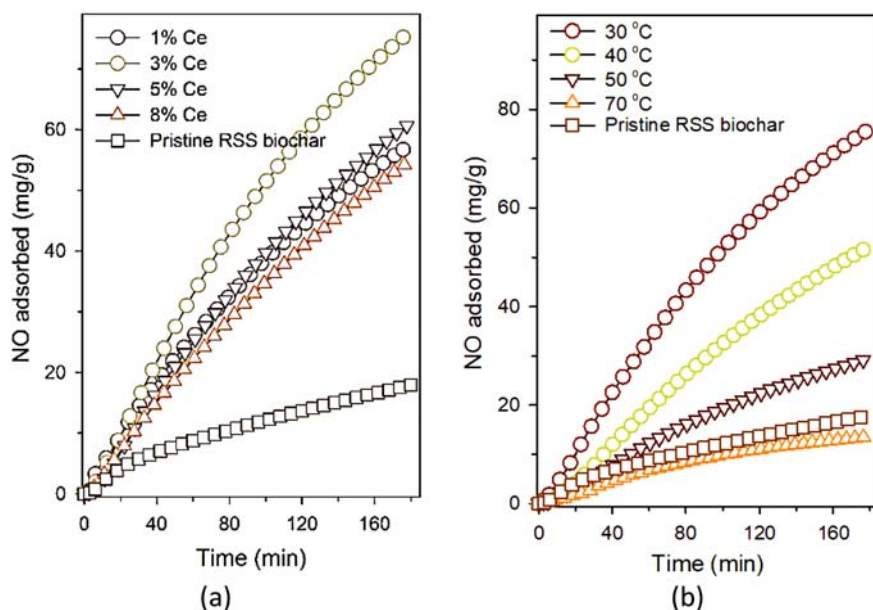 1% Ce
3% Ce
5% Ce
8% Ce
Pristine RSS biochar
NO adsorbed (mg/g)
60
40
20
0
0 40 80 120 160
Time (min)
(a)
30 °C
40 °C
50 °C
70 °C
Pristine RSS biochar
NO adsorbed (mg/g)
80
60
40
20
0
0 40 80 120 160
Time (min)
(b)